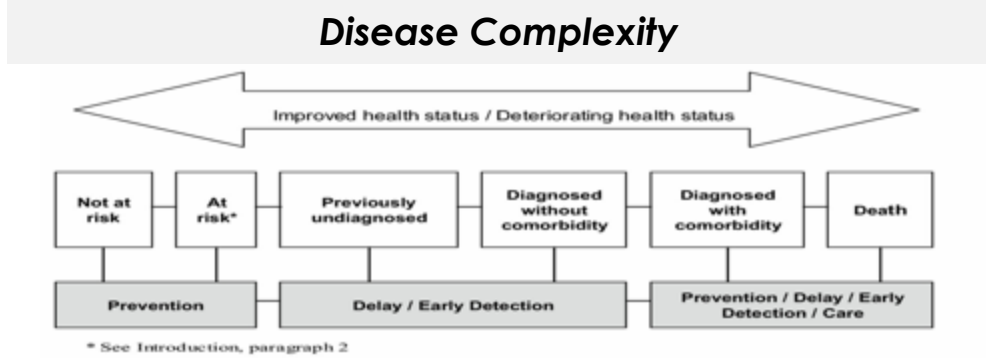 Disease Complexity
Improved health status / Deteriorating health status
Not at
risk
At
risk*
Previously
undiagnosed
Diagnosed
without
comorbidity
Diagnosed
with
comorbidity
Death
Prevention
Delay / Early Detection
Prevention / Delay / Early
Detection / Care
* See Introduction, paragraph 2